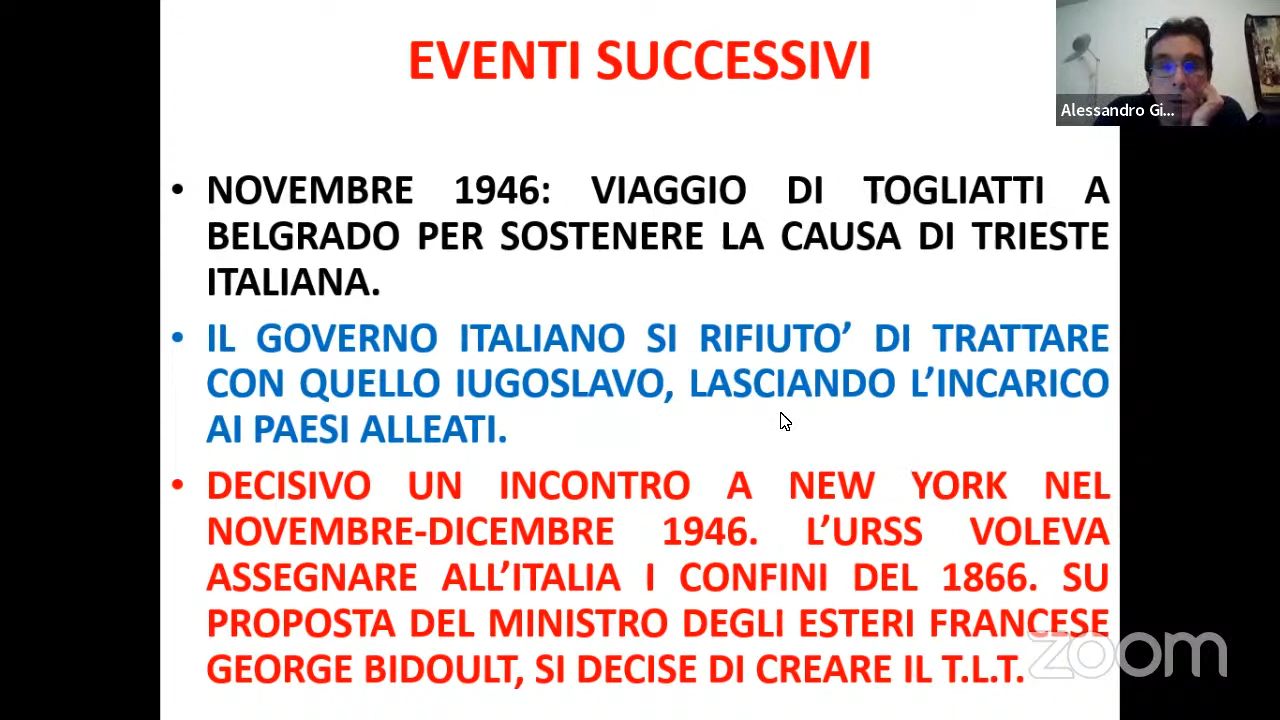 EVENTI SUCCESSIVI
Alessandro Gi...
• NOVEMBRE 1946: VIAGGIO DI TOGLIATTI A
BELGRADO PER SOSTENERE LA CAUSA DI TRIESTE
ITALIANA.
• IL GOVERNO ITALIANO SI RIFIUTO’ DI TRATTARE
CON QUELLO IUGOSLAVO, LASCIANDO L’INCARICO
AI PAESI ALLEATI.
• DECISIVO UN INCONTRO A NEW YORK NEL
NOVEMBRE-DICEMBRE 1946. L’URSS VOLEVA
ASSEGNARE ALL’ITALIA I CONFINI DEL 1866. SU
PROPOSTA DEL MINISTRO DEGLI ESTERI FRANCESE
GEORGE BIDOULT, SI DECISE DI CREARE IL T.L.T.
zoom